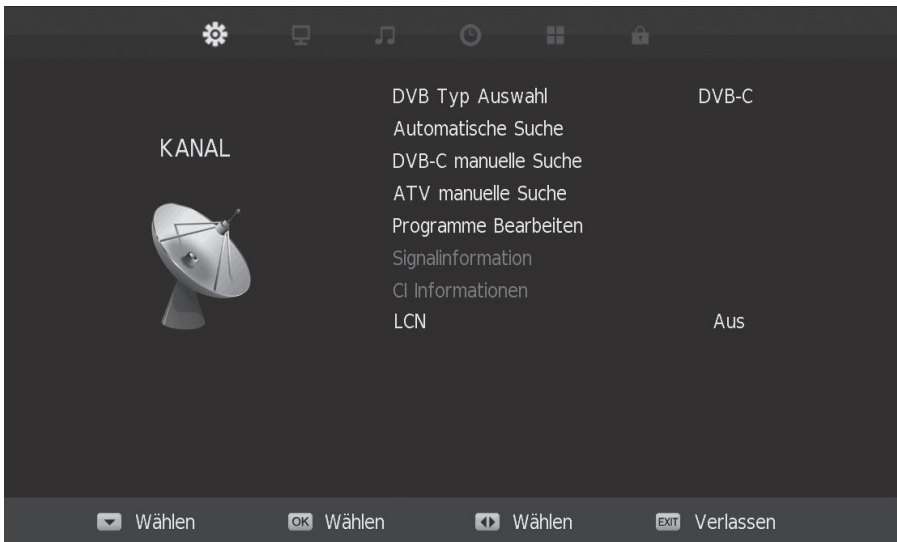 KANAL
DVB Typ Auswahl DVB-C
Automatische Suche
DVB-C manuelle Suche
ATV manuelle Suche
Programme Bearbeiten
Signalinformation
CI Informationen
LCN Aus
Wählen OK Wählen Wählen EXIT Verlassen